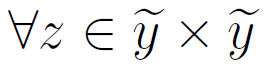 ∀z ∈ ỹ × ỹ